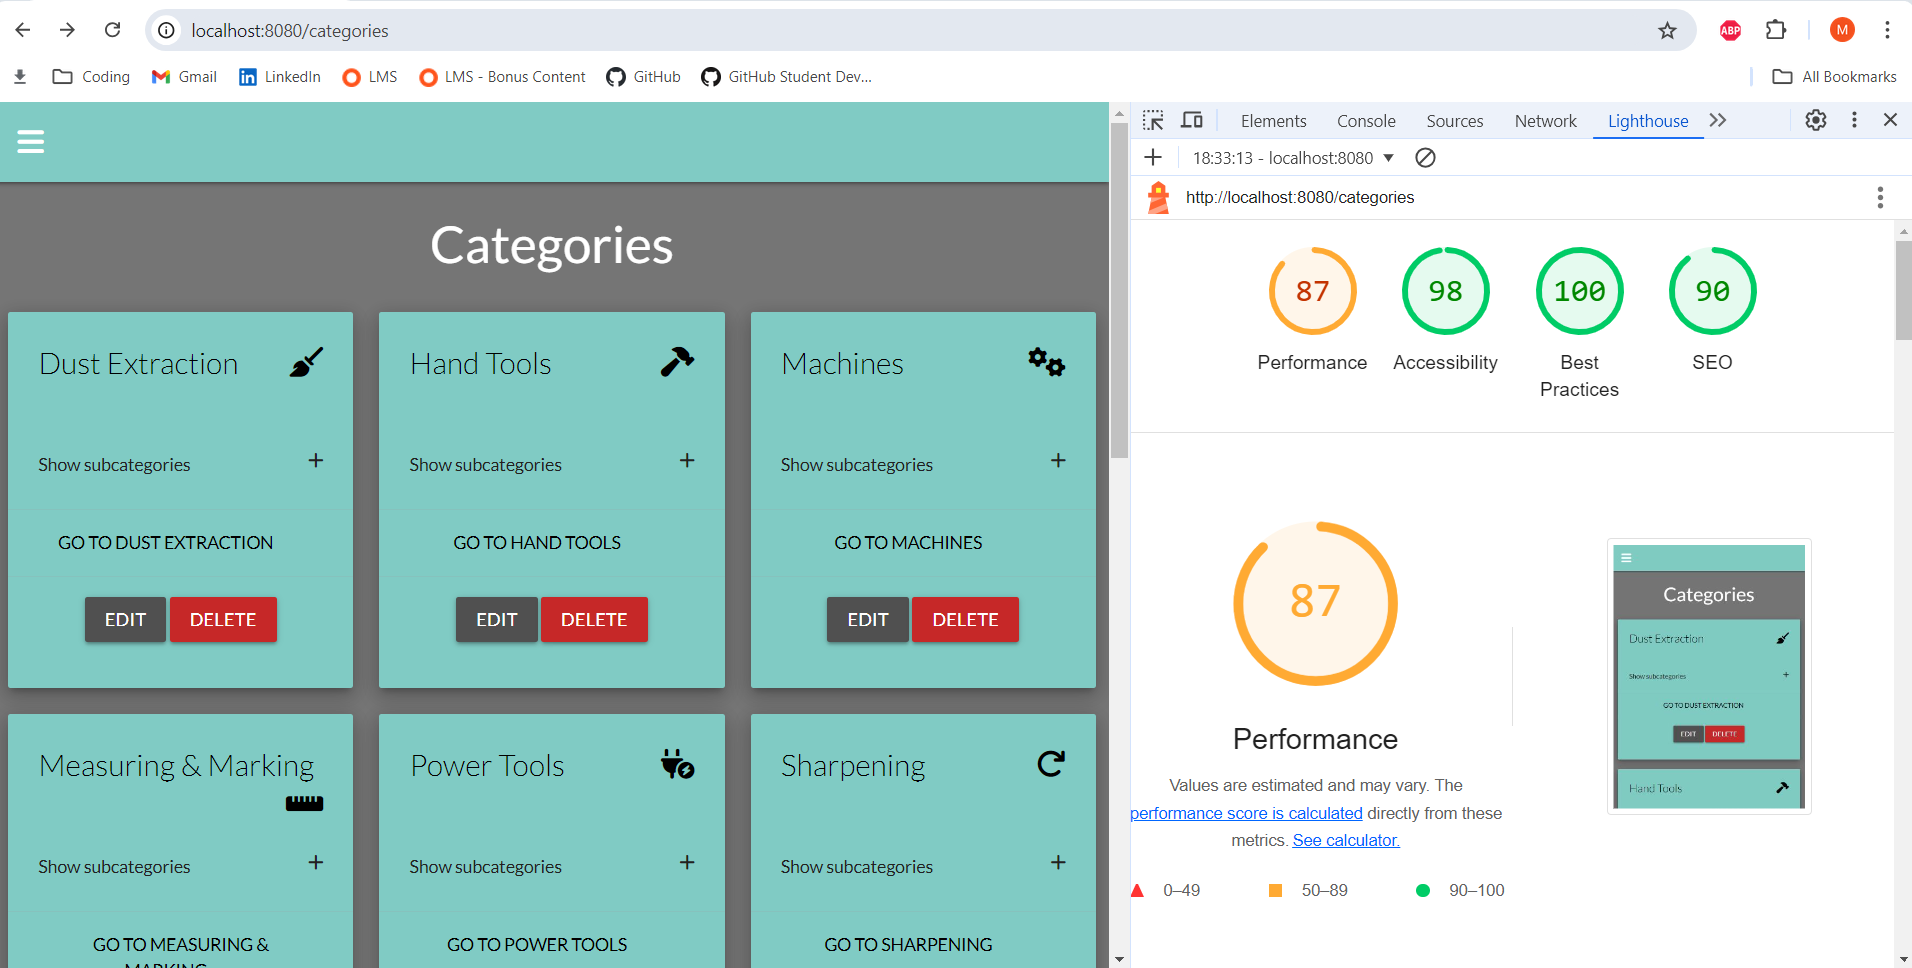 localhost:8080/categories
ABP
M
Coding Gmail LinkedIn LMS LMS - Bonus Content GitHub GitHub Student Dev... All Bookmarks
Elements Console Sources Network Lighthouse
18:33:13 - localhost:8080
http://localhost:8080/categories
Categories
Dust Extraction
Show subcategories
GO TO DUST EXTRACTION
EDIT DELETE
Hand Tools
Show subcategories
GO TO HAND TOOLS
EDIT DELETE
Machines
Show subcategories
GO TO MACHINES
EDIT DELETE
Measuring & Marking
Show subcategories
GO TO MEASURING &
MARKING
Power Tools
Show subcategories
GO TO POWER TOOLS
Sharpening
Show subcategories
GO TO SHARPENING
87 98 100 90
Performance Accessibility Best SEO
Practices
87
Performance
Values are estimated and may vary. The
performance score is calculated directly from these
metrics. See calculator.
0–49 50–89 90–100
Categories
Dust Extraction
Show subcategories
GO TO DUST EXTRACTION
EDIT DELETE
Hand Tools